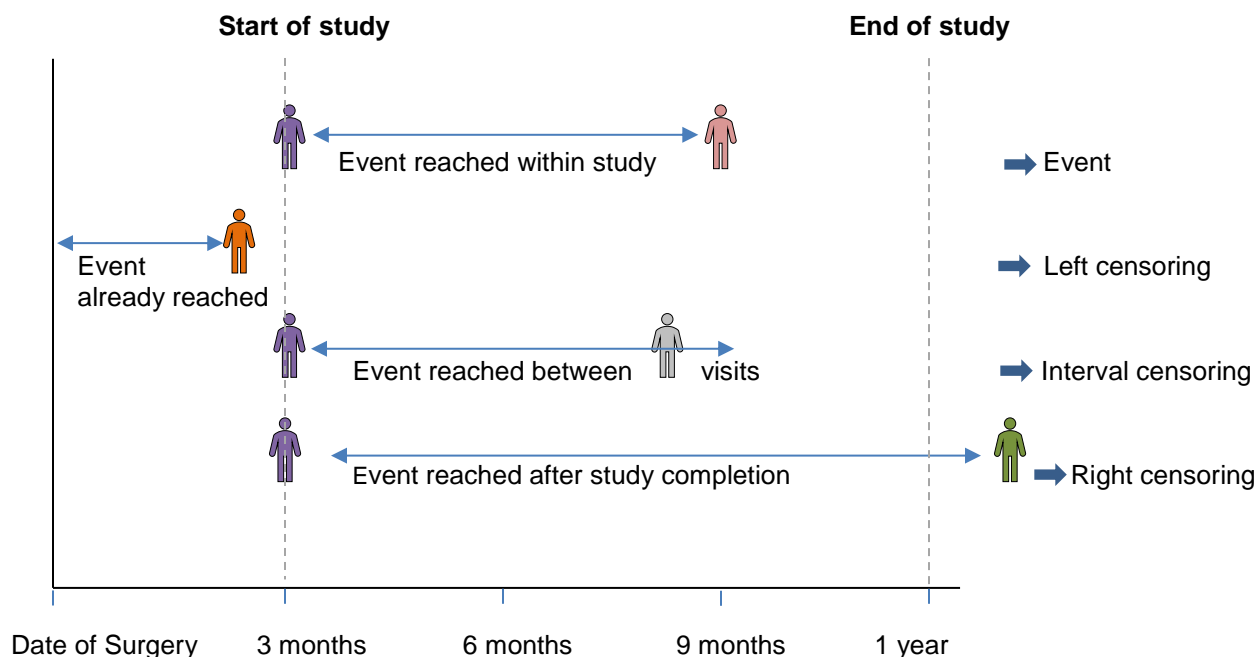 Start of study
End of study
Event reached within study
Event
Event
already reached
Left censoring
Event reached between visits
Interval censoring
Event reached after study completion
Right censoring
Date of Surgery
3 months
6 months
9 months
1 year